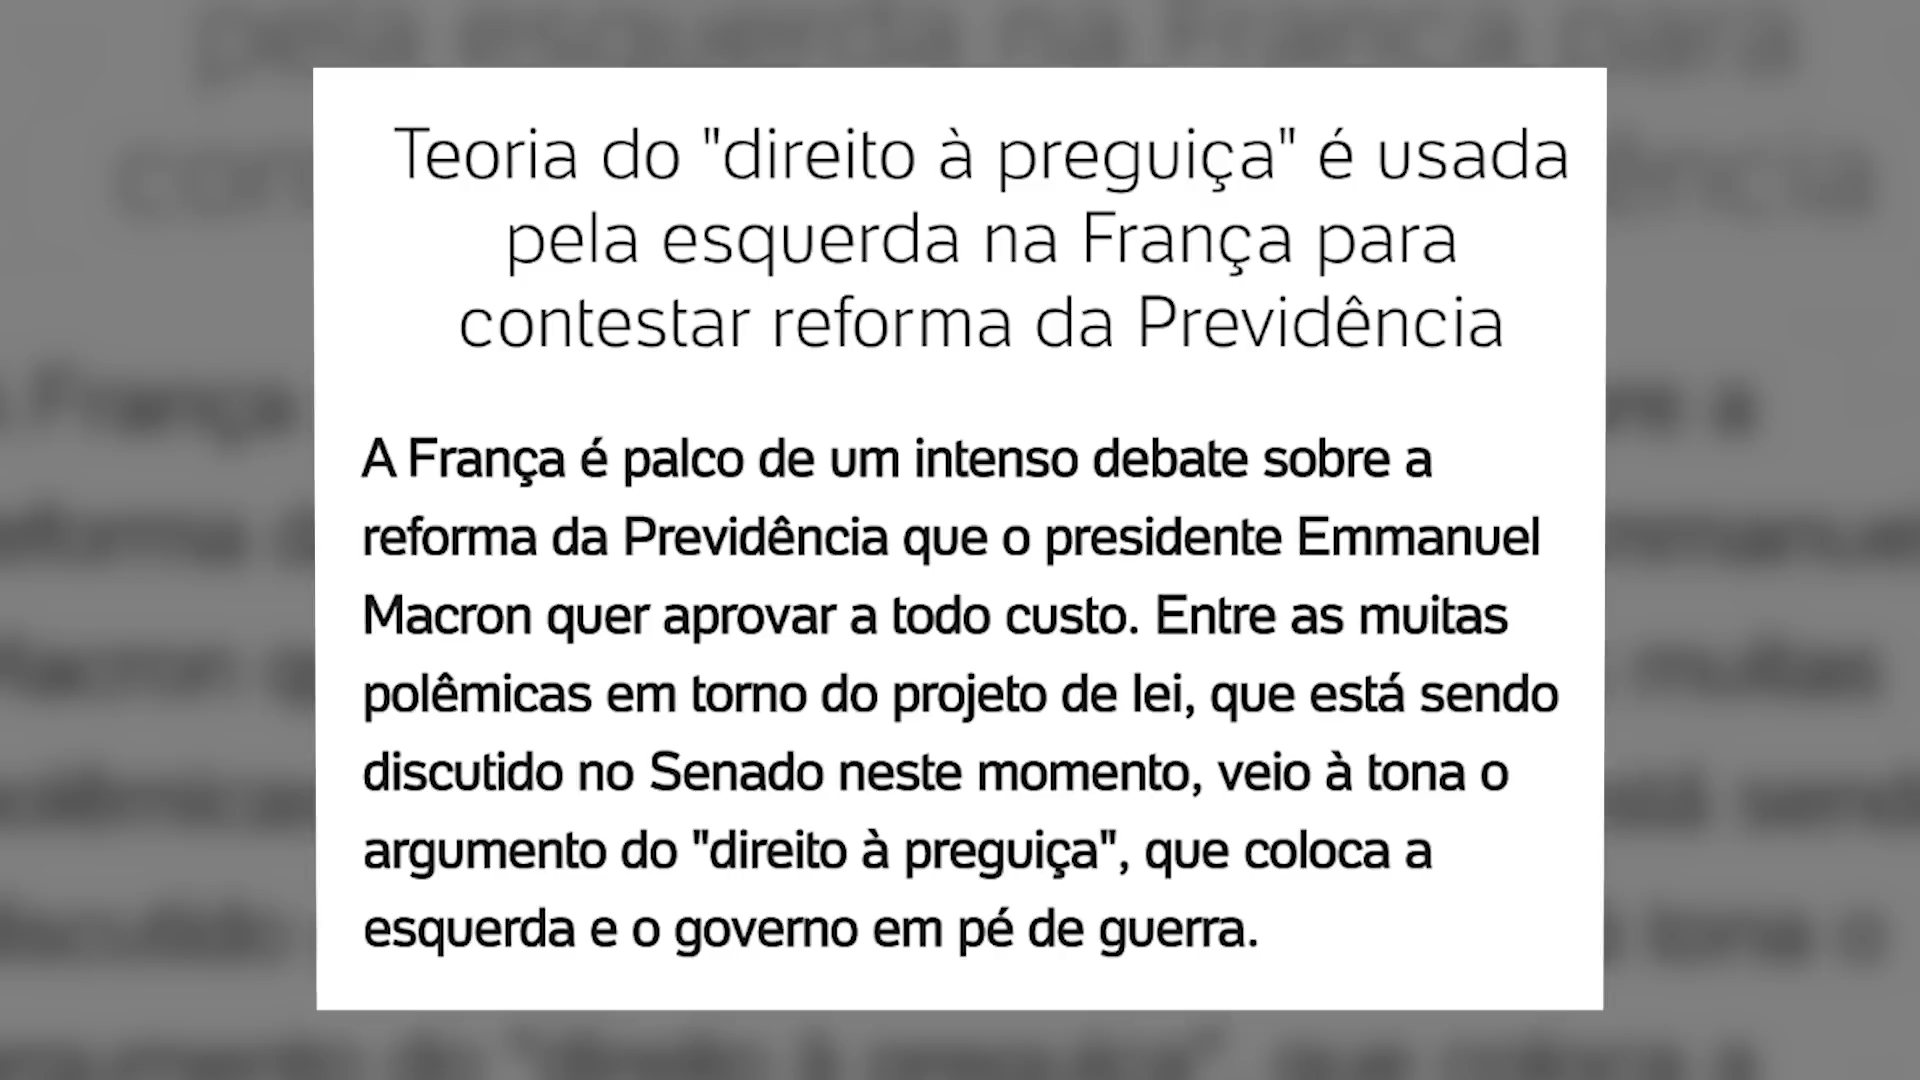 Teoria do "direito à preguiça" é usada
pela esquerda na França para
contestar reforma da Previdência
A França é palco de um intenso debate sobre a
reforma da Previdência que o presidente Emmanuel
Macron quer aprovar a todo custo. Entre as muitas
polêmicas em torno do projeto de lei, que está sendo
discutido no Senado neste momento, veio à tona o
argumento do "direito à preguiça", que coloca a
esquerda e o governo em pé de guerra.